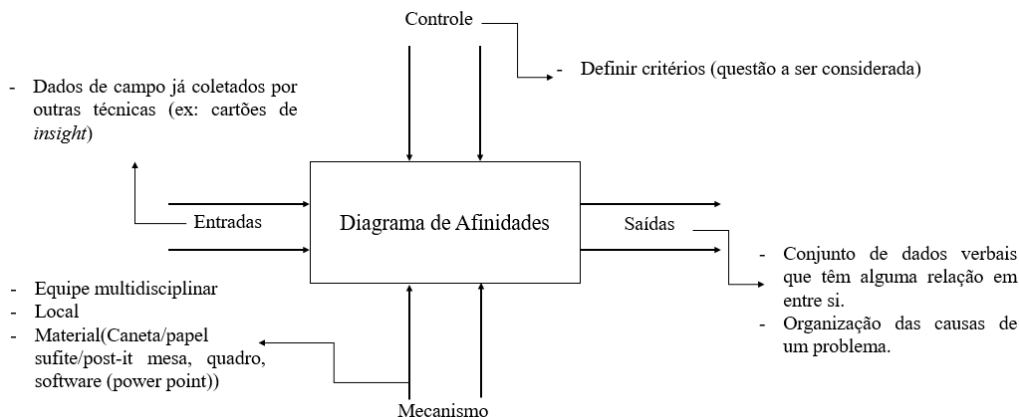 Controle
- Definir critérios (questão a ser considerada)
- Dados de campo já coletados por
outras técnicas (ex: cartões de
insight)
Entradas
Diagrama de Afinidades
Saídas
- Conjunto de dados verbais
que têm alguma relação em
entre si.
- Organização das causas de
um problema.
- Equipe multidisciplinar
- Local
- Material(Caneta/papel
sufite/post-it mesa, quadro,
software (power point))
Mecanismo